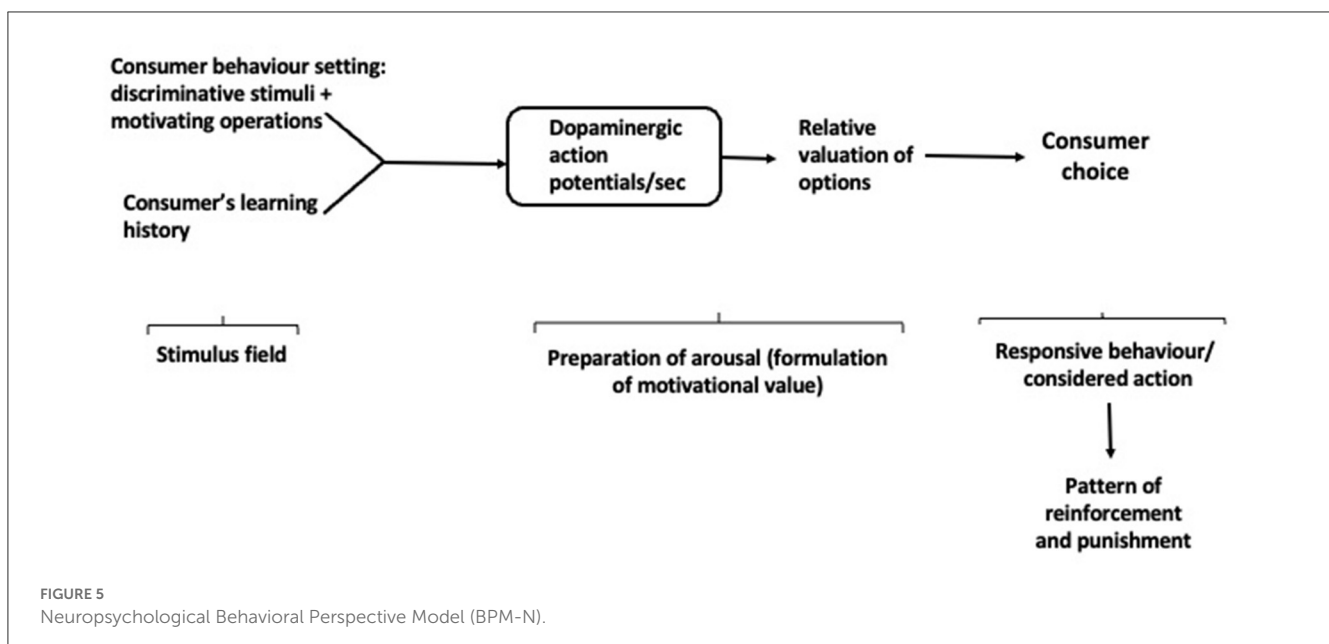 Consumer behaviour setting:
discriminative stimuli +
motivating operations
Consumer's learning
history
Dopaminergic
action
potentials/sec
Relative
valuation of
options
Consumer
choice
Stimulus field
Preparation of arousal (formulation
of motivational value)
Responsive behaviour/
considered action
Pattern of
reinforcement
and punishment
FIGURE 5
Neuropsychological Behavioral Perspective Model (BPM-N).